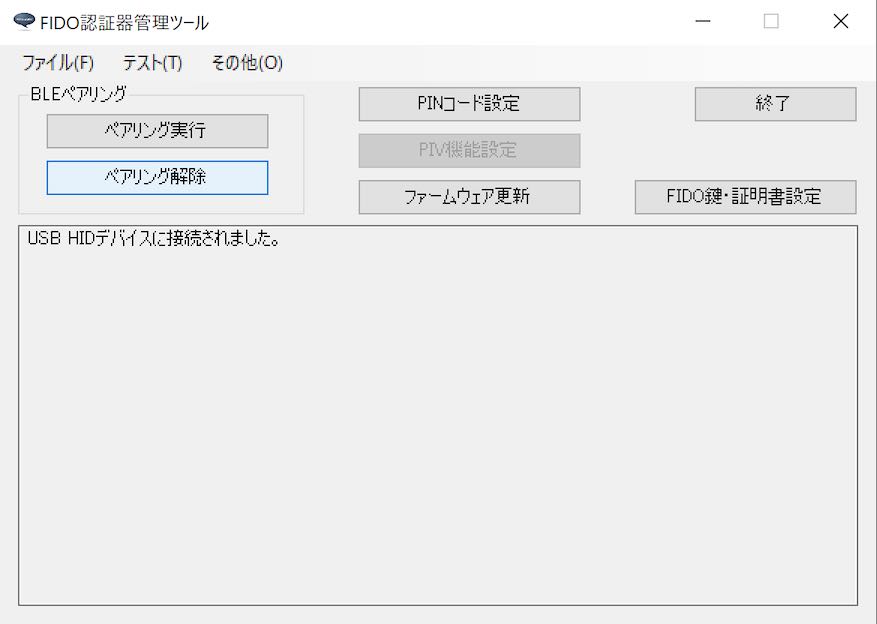 FIDO認証器管理ツール
ファイル(F) テスト(T) その他(O)
BLEペアリング
ペアリング実行
ペアリング解除
PINコード設定
PIV機能設定
ファームウェア更新
終了
FIDO鍵・証明書設定
USB HIDデバイスに接続されました。